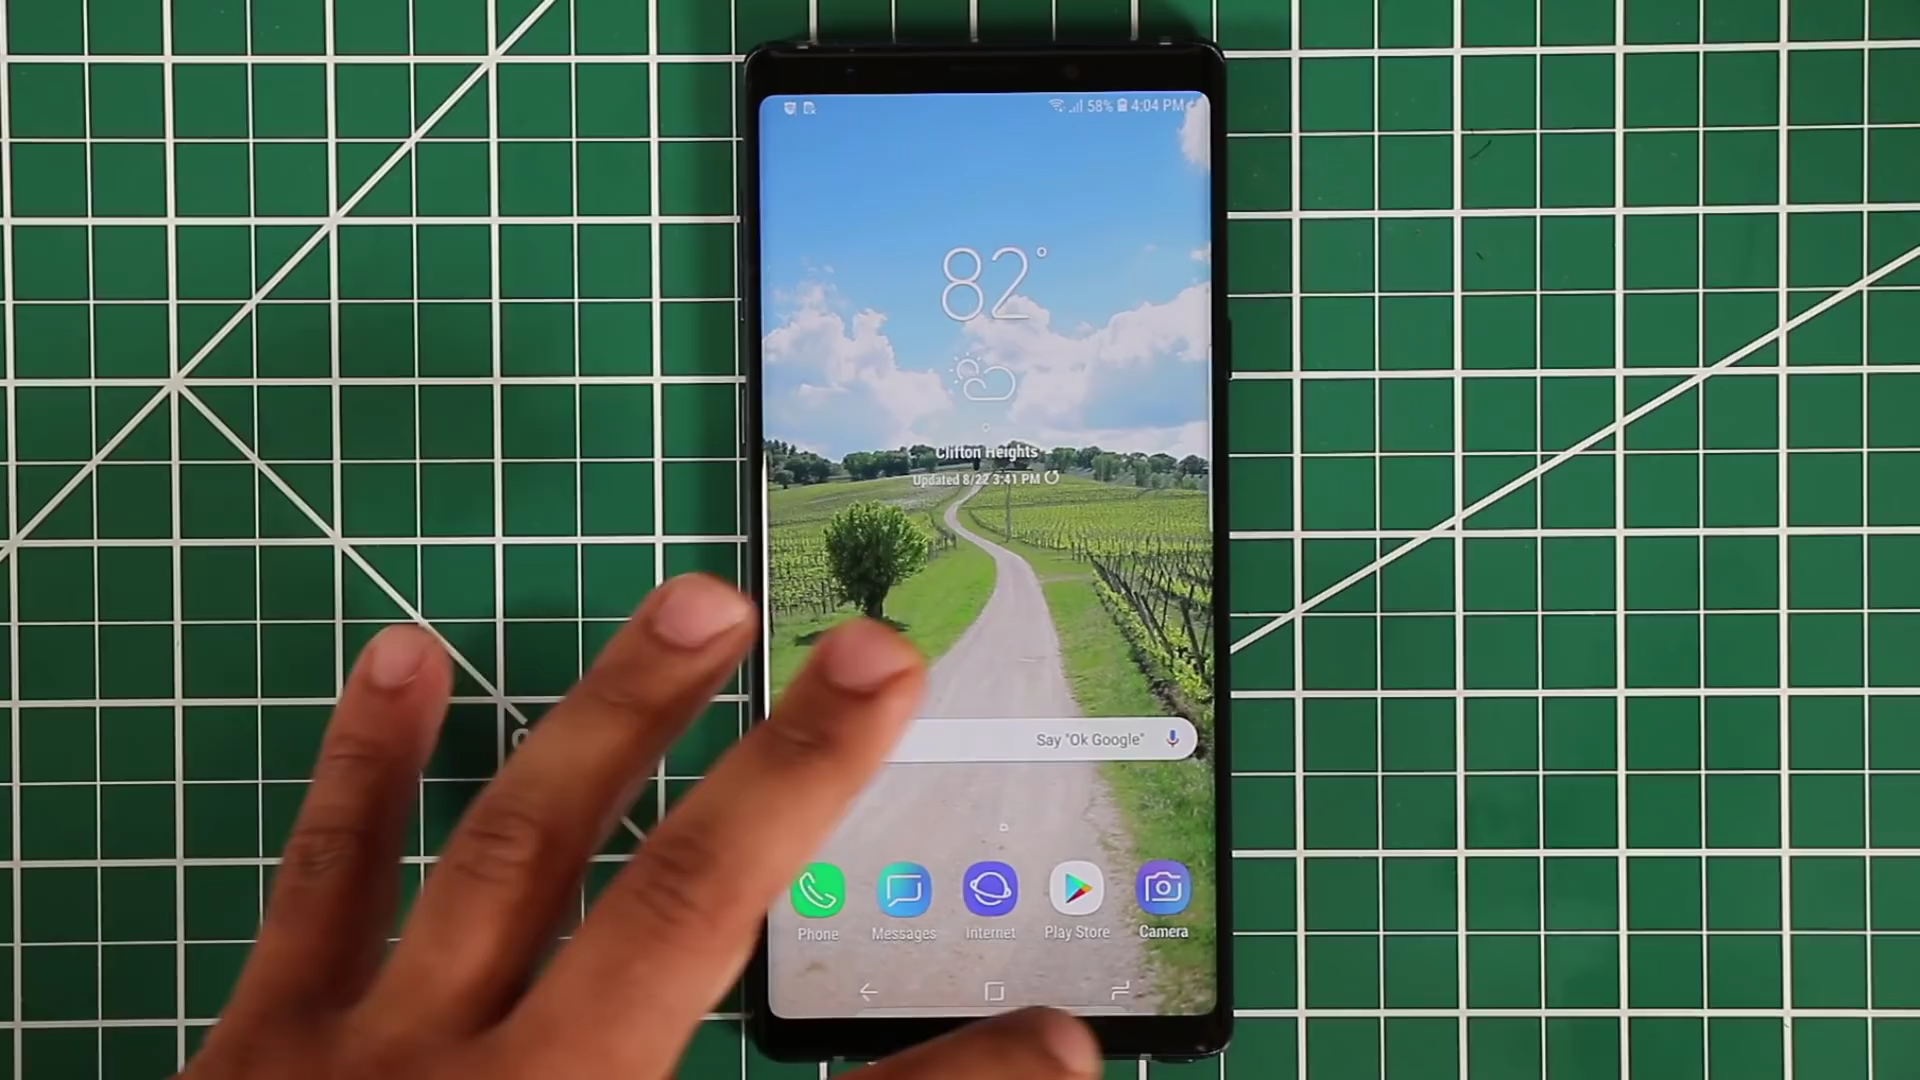 58% 4:04 PM
82°
Clifton Heights
Updated 8/22 3:41 PM
Say "Ok Google"
Phone Messages Internet Play Store Camera